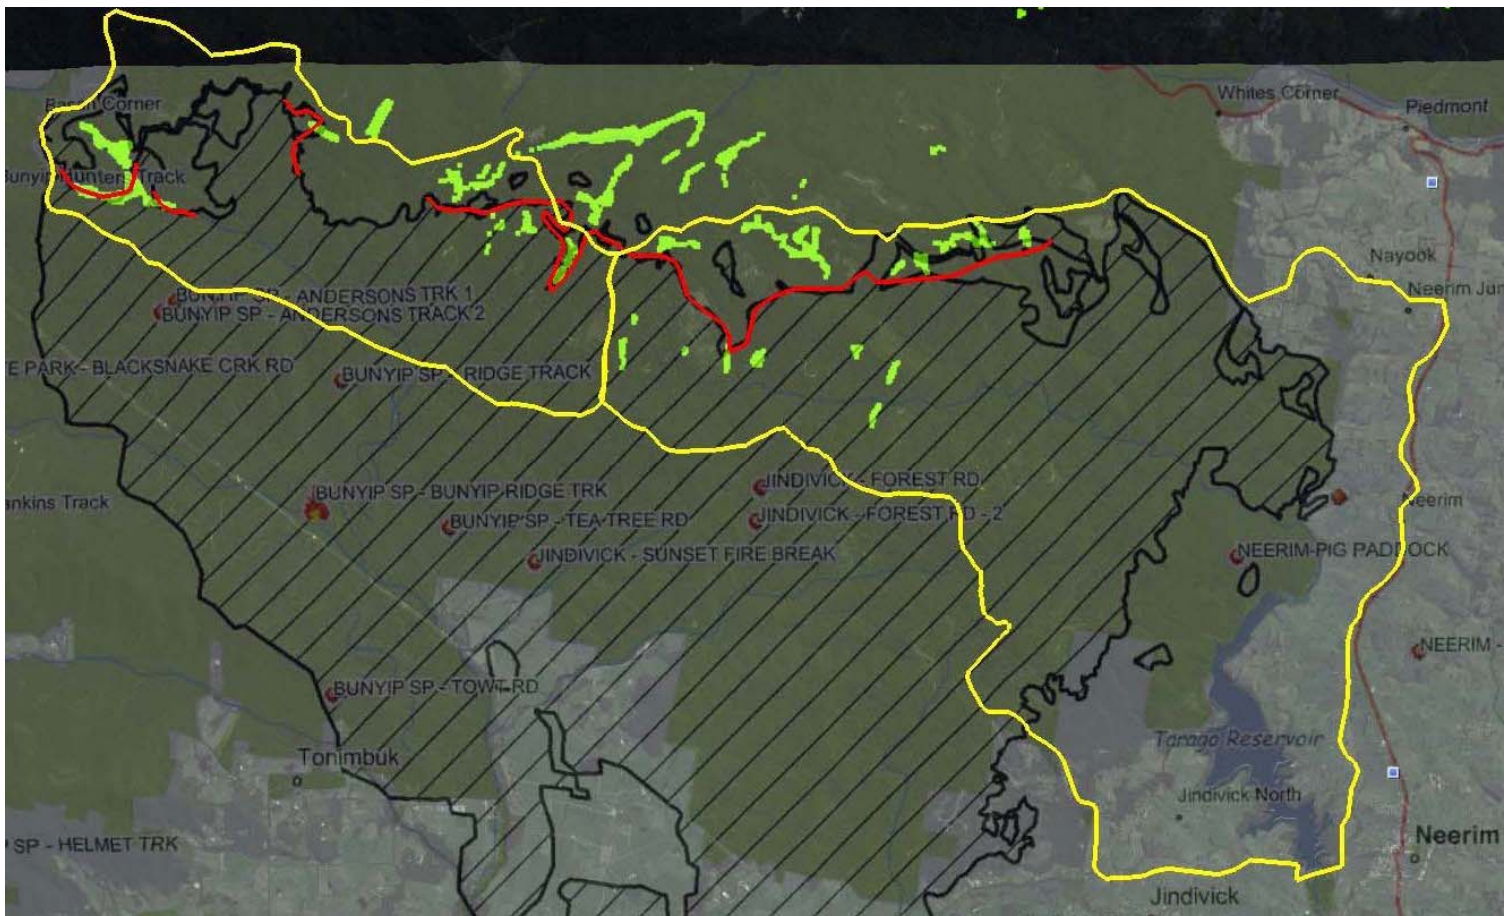 Whites Corner
Piedmont
Corner
Hunters Track
Nayook
Neerim Jun
BUNYIP SP - ANDERSONS TRK 1
BUNYIP SP - ANDERSONS TRACK 2
E PARK - BLACKSNAKE CRK RD
BUNYIP SP - RIDGE TRACK
JINDIVICK - FOREST RD
BUNYIP SP - BUNYIP RIDGE TRK
ankins Track
Neerim
BUNYIP SP - TEA TREE RD
JINDIVICK - FOREST RD - 2
JINDIVICK - SUNSET FIRE BREAK
NEERIM-PIG PADDOCK
NEERIM -
BUNYIP SP - TOWT RD
Tarago Reservoir
Tonimbuk
Jindivick North
SP - HELMET TRK
Neerim
Jindivick